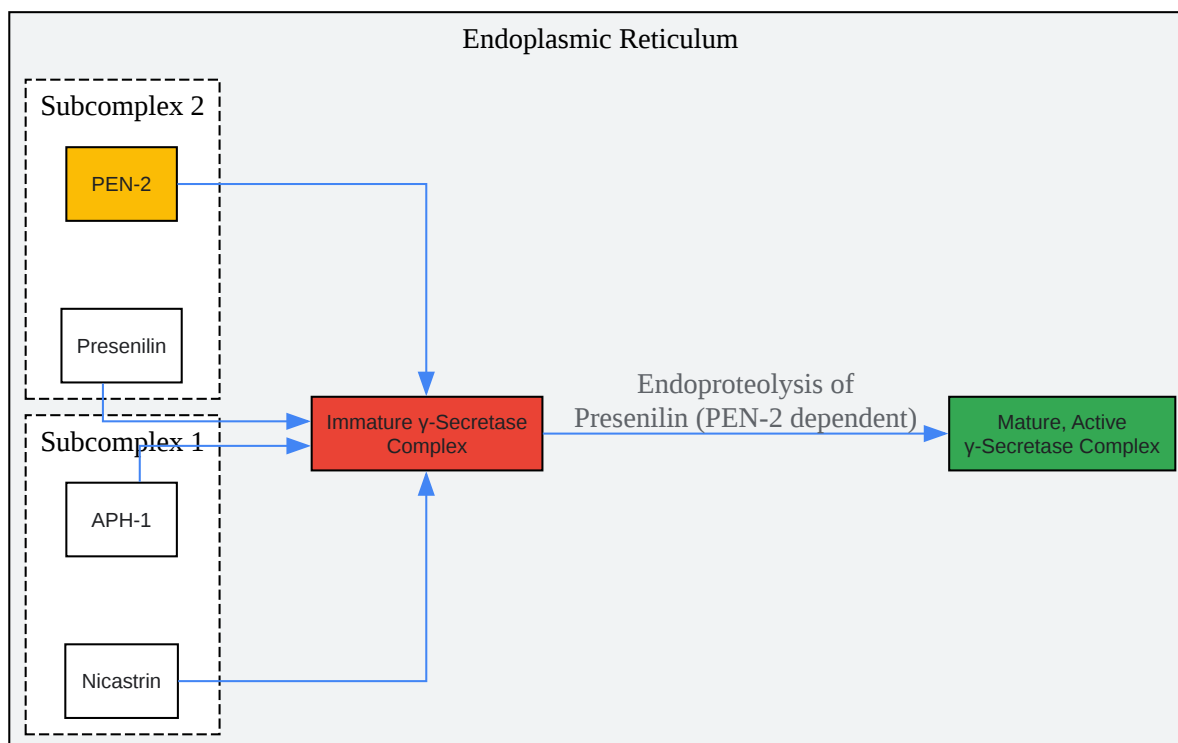 Endoplasmic Reticulum
Subcomplex 2
PEN-2
Presenilin
Subcomplex 1
APH-1
Nicastrin
Immature γ-Secretase
Complex
Endoproteolysis of
Presenilin (PEN-2 dependent)
Mature, Active
γ-Secretase Complex